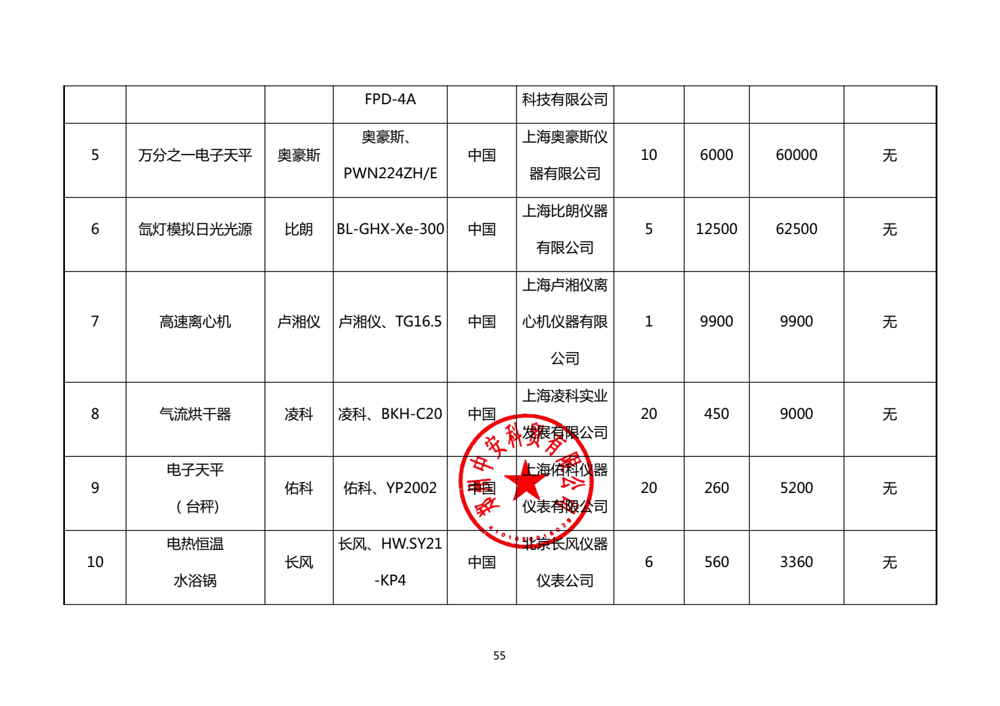 FPD-4A 科技有限公司
5 万分之一电子天平 奥豪斯 奥豪斯、 PWN224ZH/E 中国 上海奥豪斯仪 器有限公司 10 6000 60000 无
6 氙灯模拟日光光源 比朗 BL-GHX-Xe-300 中国 上海比朗仪器 有限公司 5 12500 62500 无
7 高速离心机 卢湘仪 卢湘仪、TG16.5 中国 上海卢湘仪离 心机仪器有限 公司 1 9900 9900 无
8 气流烘干器 凌科 凌科、BKH-C20 中国 上海凌科实业 发展有限公司 20 450 9000 无
9 电子天平 （台秤) 佑科 佑科、YP2002 中国 上海佑科仪器 仪表有限公司 20 260 5200 无
10 电热恒温 水浴锅 长风 长风、HW.SY21 -KP4 中国 北京长风仪器 仪表公司 6 560 3360 无
郑州中安科贸有限公司
55